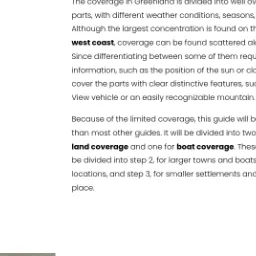 The coverage in Greenland is divided into well ov
parts, with different weather conditions, seasons,
Although the largest concentration is found on th
west coast, coverage can be found scattered al
Since differentiating between some of them requ
information, such as the position of the sun or cl
cover the parts with clear distinctive features, su
View vehicle or an easily recognizable mountain.
Because of the limited coverage, this guide will b
than most other guides. It will be divided into two
land coverage and one for boat coverage. Thes
be divided into step 2, for larger towns and boats
locations, and step 3, for smaller settlements and
place.